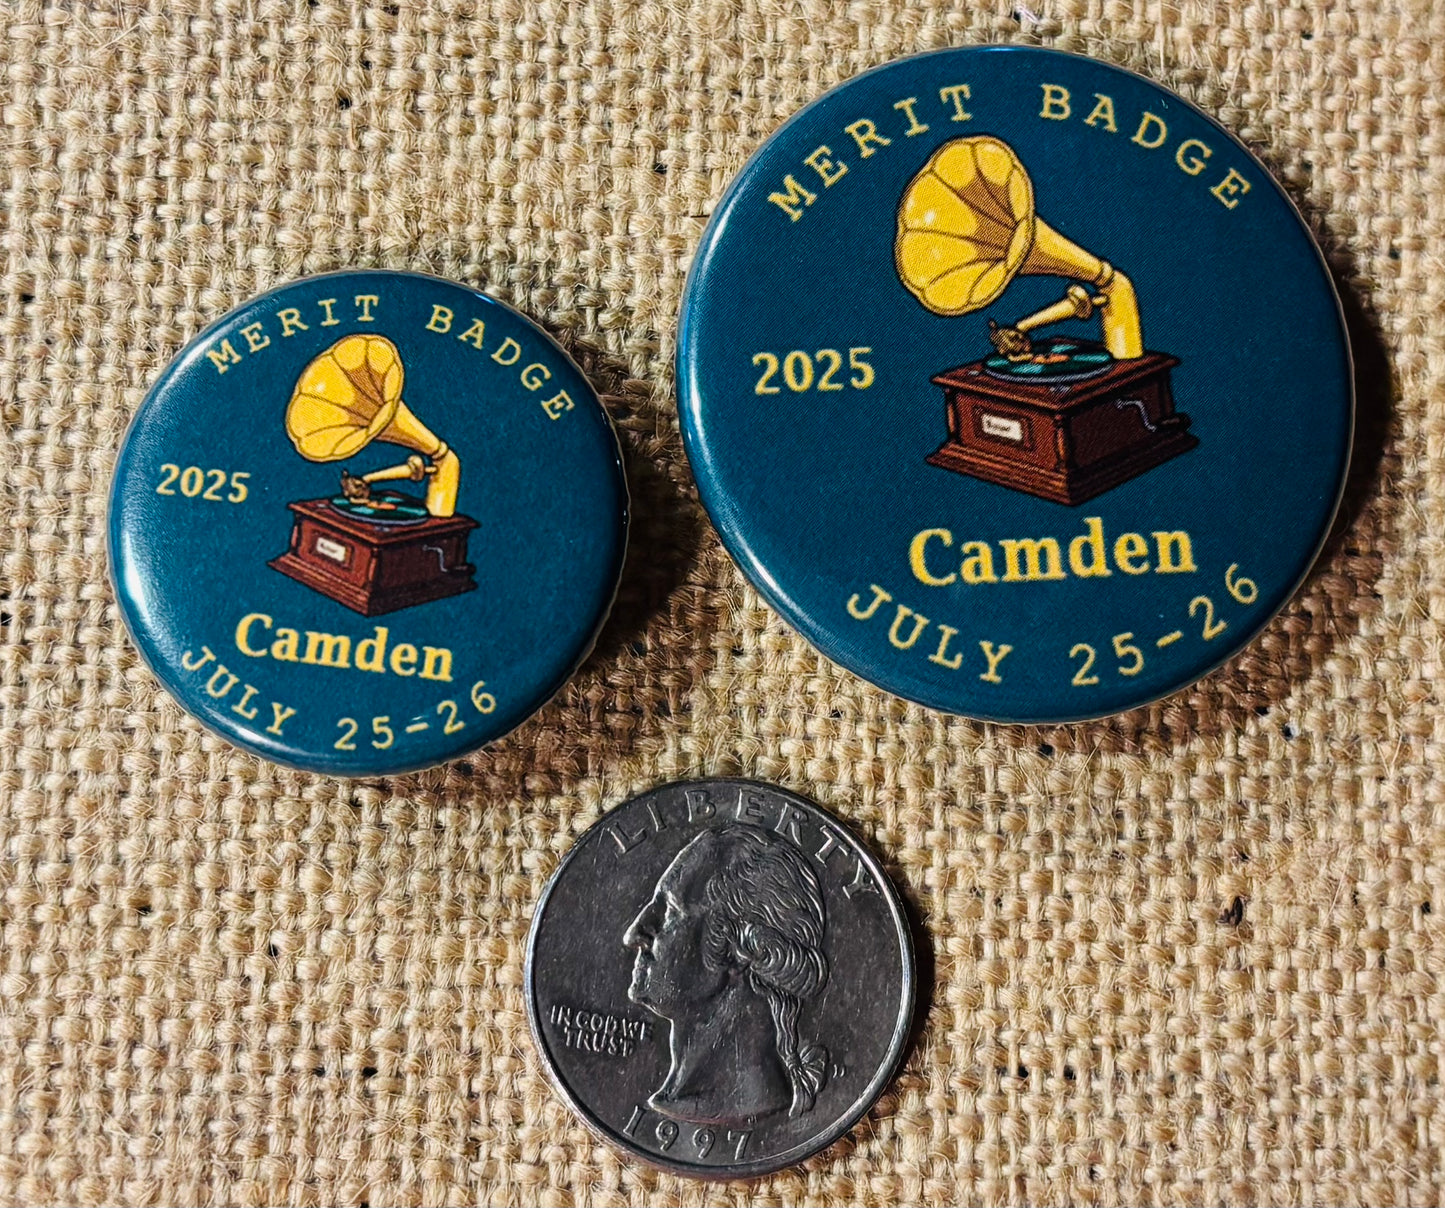 MERIT BADGE
2025
Camden
JULY 25-26
MERIT BADGE
2025
Camden
JULY 25-26
LIBERTY
IN GOD WE
TRUST
1997